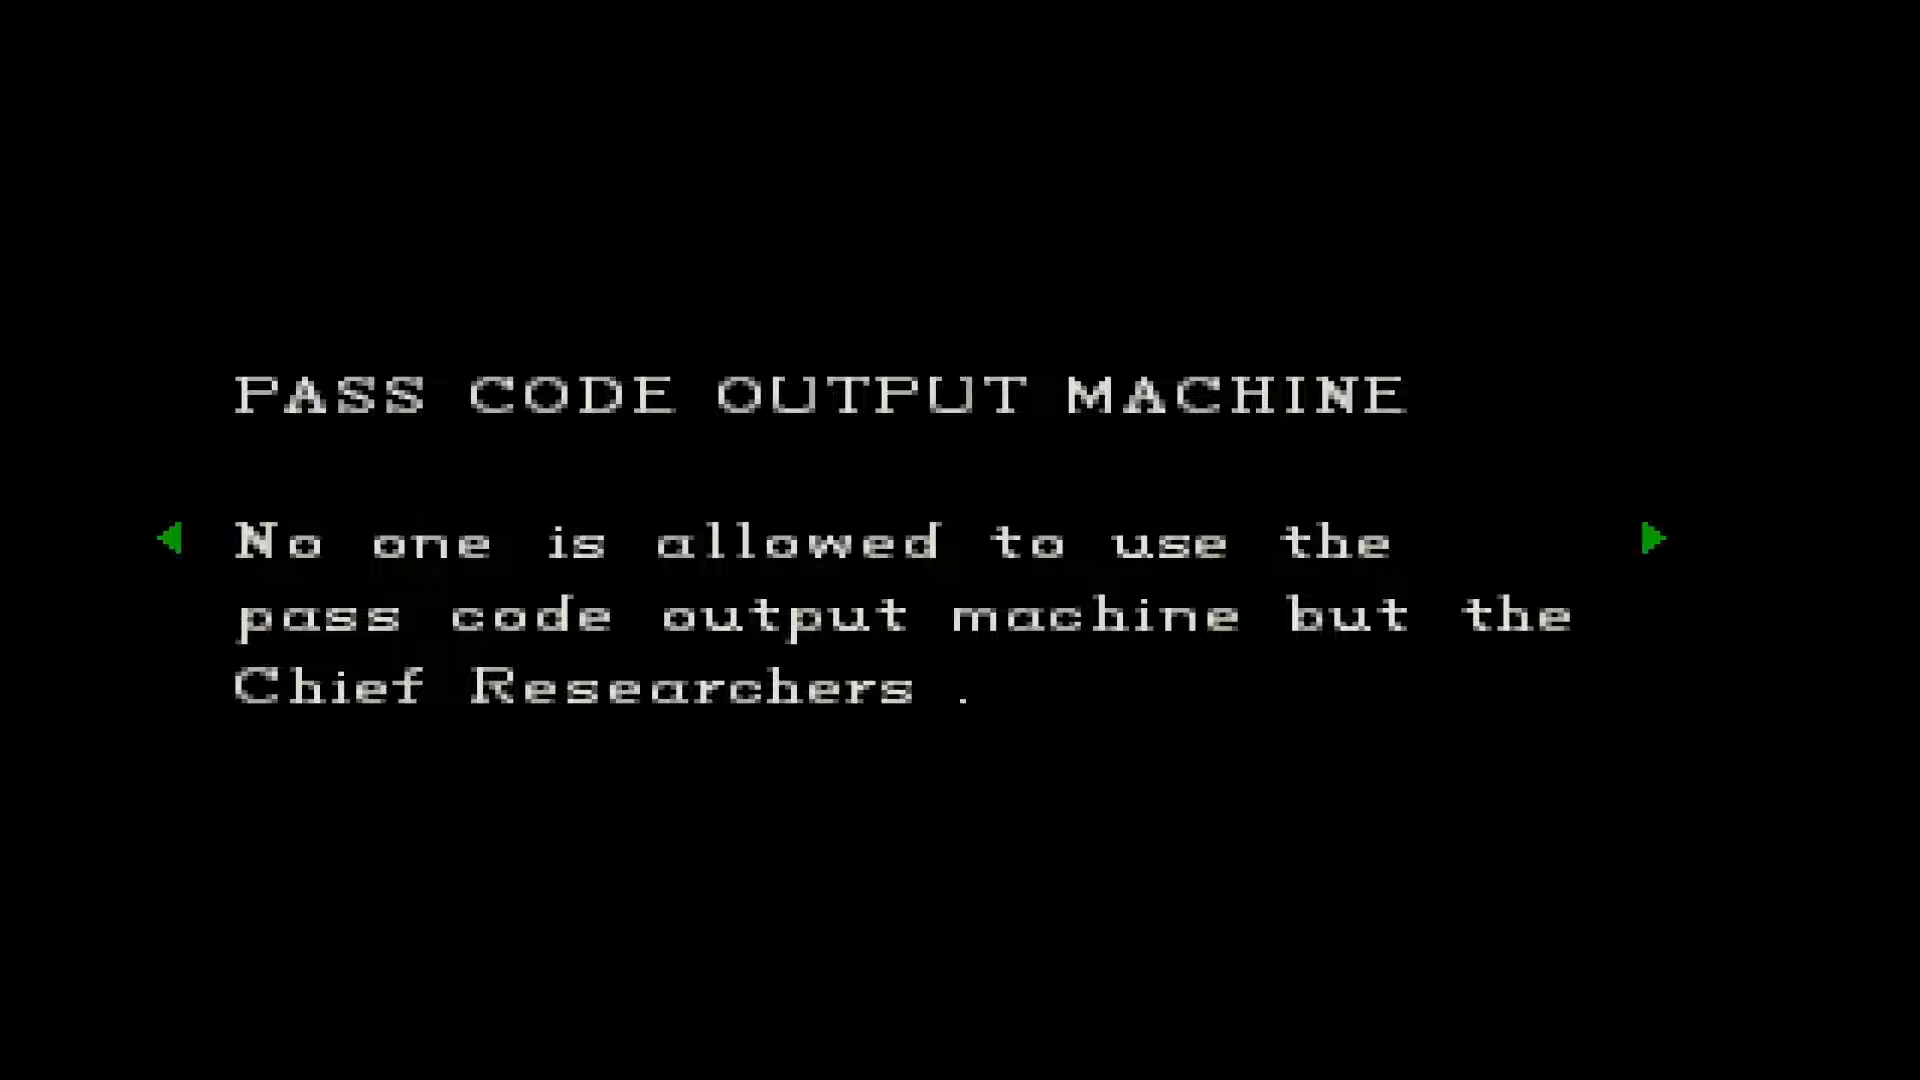 PASS CODE OUTPUT MACHINE
No one is allowed to use the
pass code output machine but the
Chief Researchers .